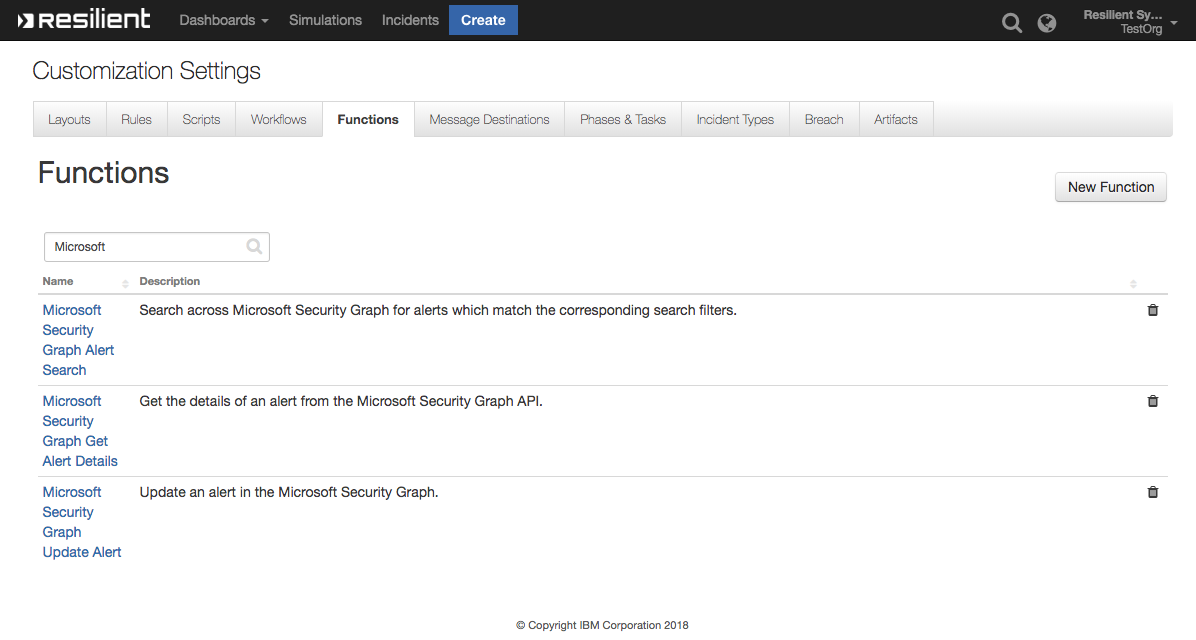 resilient Dashboards Simulations Incidents Create Resilient Sy...
TestOrg
Customization Settings
Layouts Rules Scripts Workflows Functions Message Destinations Phases & Tasks Incident Types Breach Artifacts
Functions
New Function
Microsoft
Name Description
Microsoft Search across Microsoft Security Graph for alerts which match the corresponding search filters.
Security
Graph Alert
Search
Microsoft Get the details of an alert from the Microsoft Security Graph API.
Security
Graph Get
Alert Details
Microsoft Update an alert in the Microsoft Security Graph.
Security
Graph
Update Alert
© Copyright IBM Corporation 2018